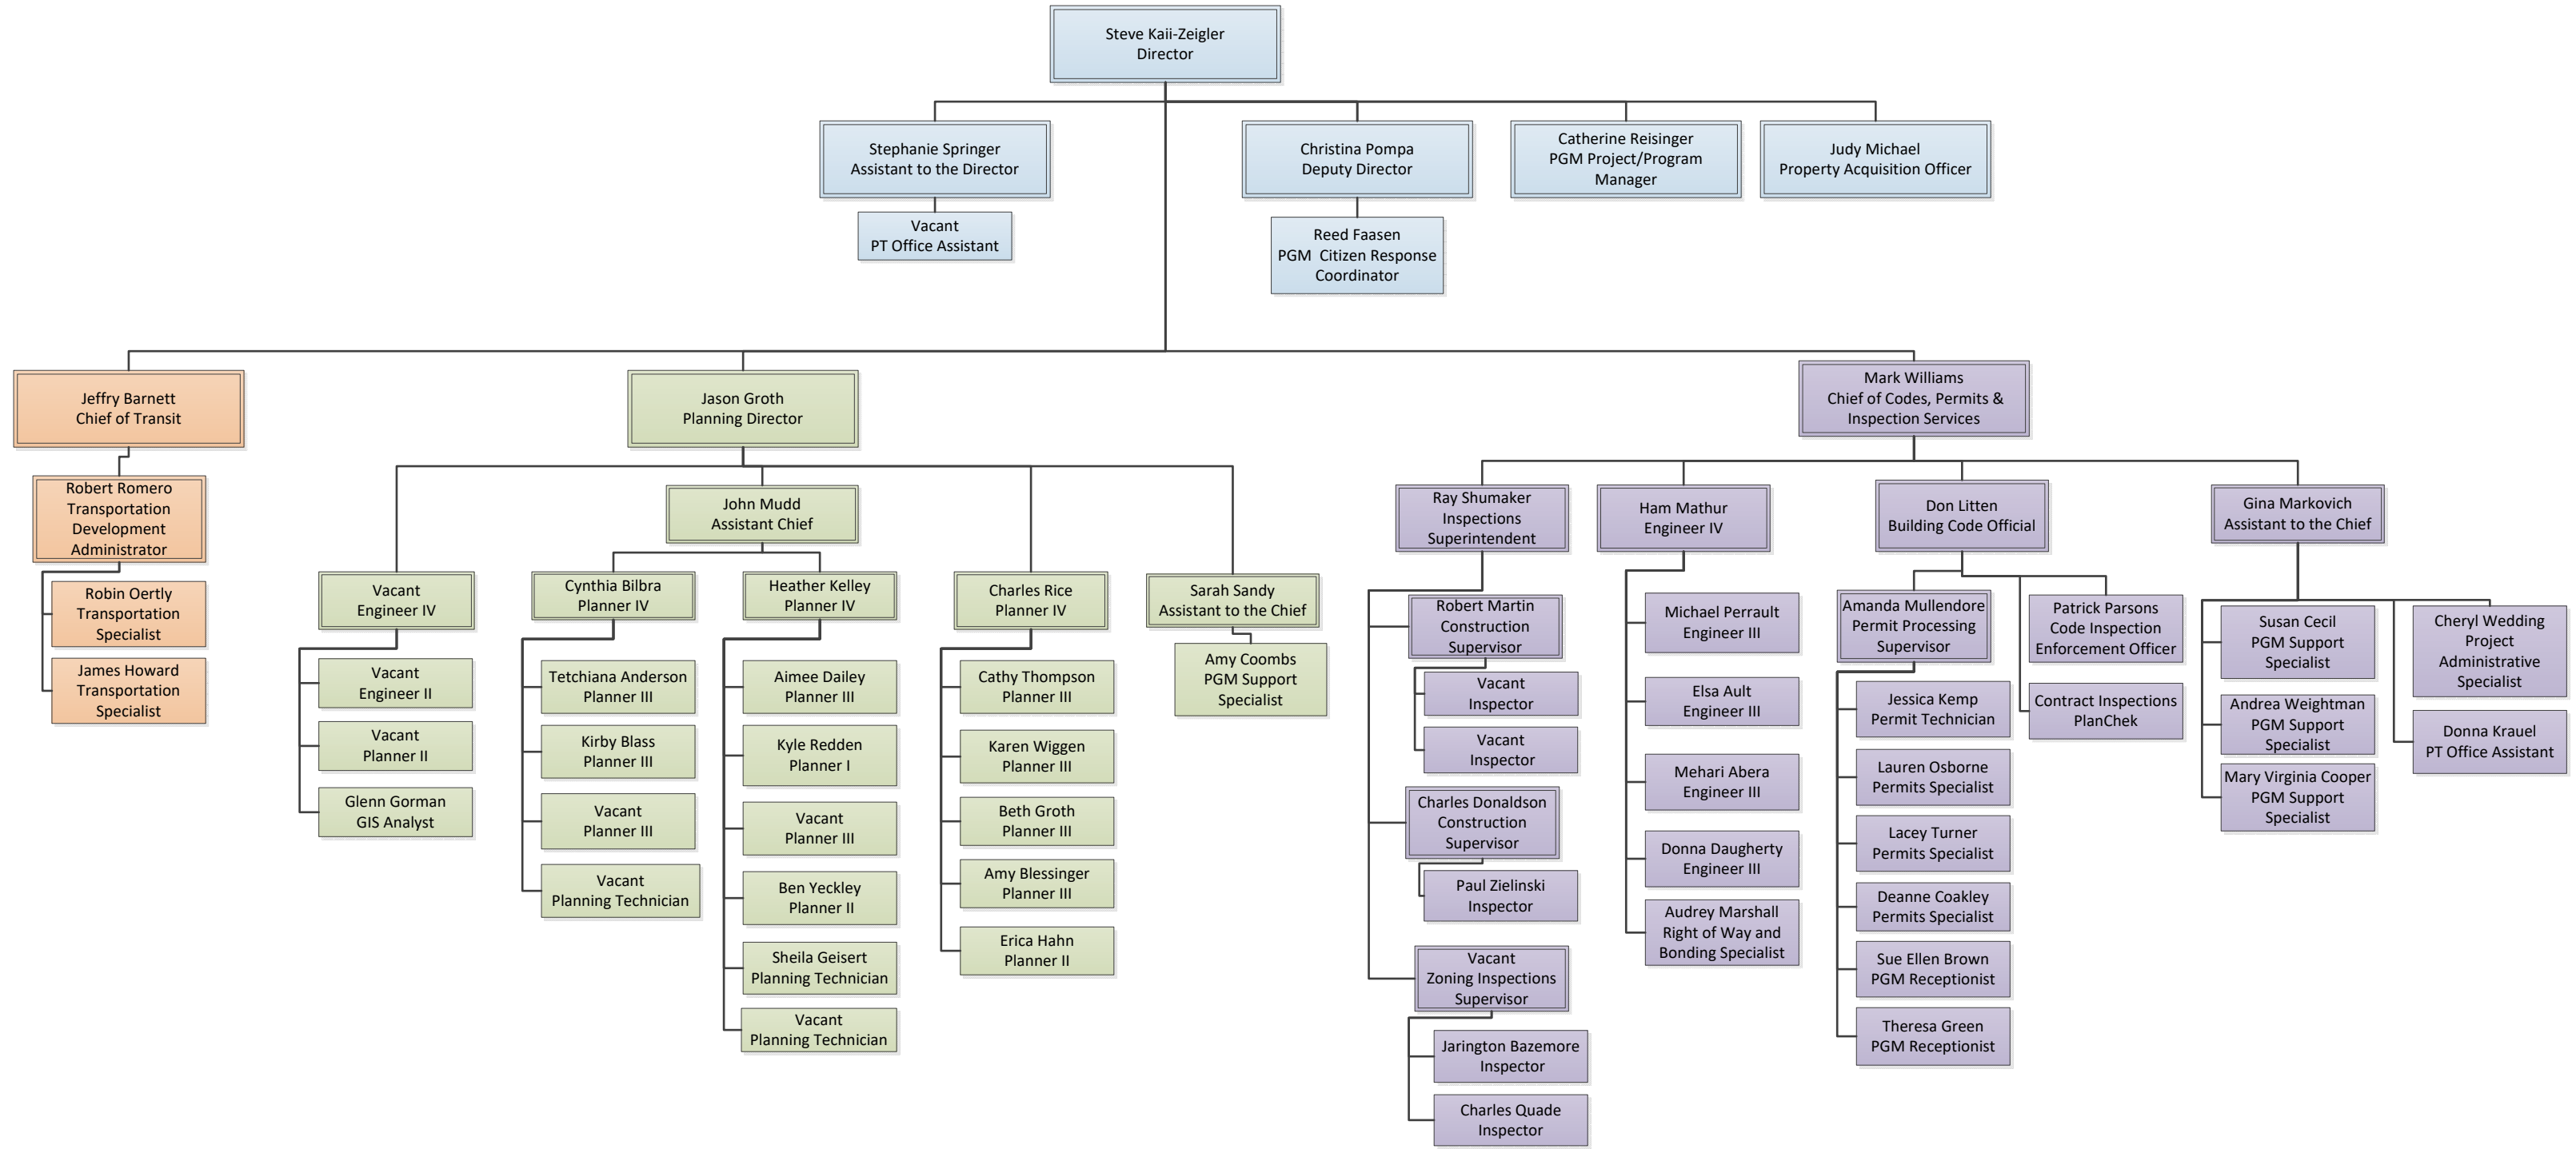 Steve Kaii-Zeigler
Director
Stephanie Springer
Assistant to the Director
Christina Pompa
Deputy Director
Catherine Reisinger
PGM Project/Program
Manager
Judy Michael
Property Acquisition Officer
Vacant
PT Office Assistant
Reed Faasen
PGM  Citizen Response
Coordinator
Jeffry Barnett
Chief of Transit
Robert Romero
Transportation
Development
Administrator
Robin Oertly
Transportation
Specialist
James Howard
Transportation
Specialist
Jason Groth
Planning Director
Vacant
Engineer IV
Vacant
Engineer II
Vacant
Planner II
Glenn Gorman
GIS Analyst
John Mudd
Assistant Chief
Cynthia Bilbra
Planner IV
Tetchiana Anderson
Planner III
Kirby Blass
Planner III
Vacant
Planner III
Vacant
Planning Technician
Heather Kelley
Planner IV
Aimee Dailey
Planner III
Kyle Redden
Planner I
Vacant
Planner III
Ben Yeckley
Planner II
Sheila Geisert
Planning Technician
Vacant
Planning Technician
Charles Rice
Planner IV
Cathy Thompson
Planner III
Karen Wiggen
Planner III
Beth Groth
Planner III
Amy Blessinger
Planner III
Erica Hahn
Planner II
Sarah Sandy
Assistant to the Chief
Amy Coombs
PGM Support
Specialist
Mark Williams
Chief of Codes, Permits &
Inspection Services
Ray Shumaker
Inspections
Superintendent
Robert Martin
Construction
Supervisor
Vacant
Inspector
Vacant
Inspector
Charles Donaldson
Construction
Supervisor
Paul Zielinski
Inspector
Vacant
Zoning Inspections
Supervisor
Jarington Bazemore
Inspector
Charles Quade
Inspector
Ham Mathur
Engineer IV
Michael Perrault
Engineer III
Elsa Ault
Engineer III
Mehari Abera
Engineer III
Donna Daugherty
Engineer III
Audrey Marshall
Right of Way and
Bonding Specialist
Don Litten
Building Code Official
Amanda Mullendore
Permit Processing
Supervisor
Jessica Kemp
Permit Technician
Lauren Osborne
Permits Specialist
Lacey Turner
Permits Specialist
Deanne Coakley
Permits Specialist
Sue Ellen Brown
PGM Receptionist
Theresa Green
PGM Receptionist
Patrick Parsons
Code Inspection
Enforcement Officer
Contract Inspections
PlanChek
Gina Markovich
Assistant to the Chief
Susan Cecil
PGM Support
Specialist
Andrea Weightman
PGM Support
Specialist
Mary Virginia Cooper
PGM Support
Specialist
Cheryl Wedding
Project
Administrative
Specialist
Donna Krauel
PT Office Assistant